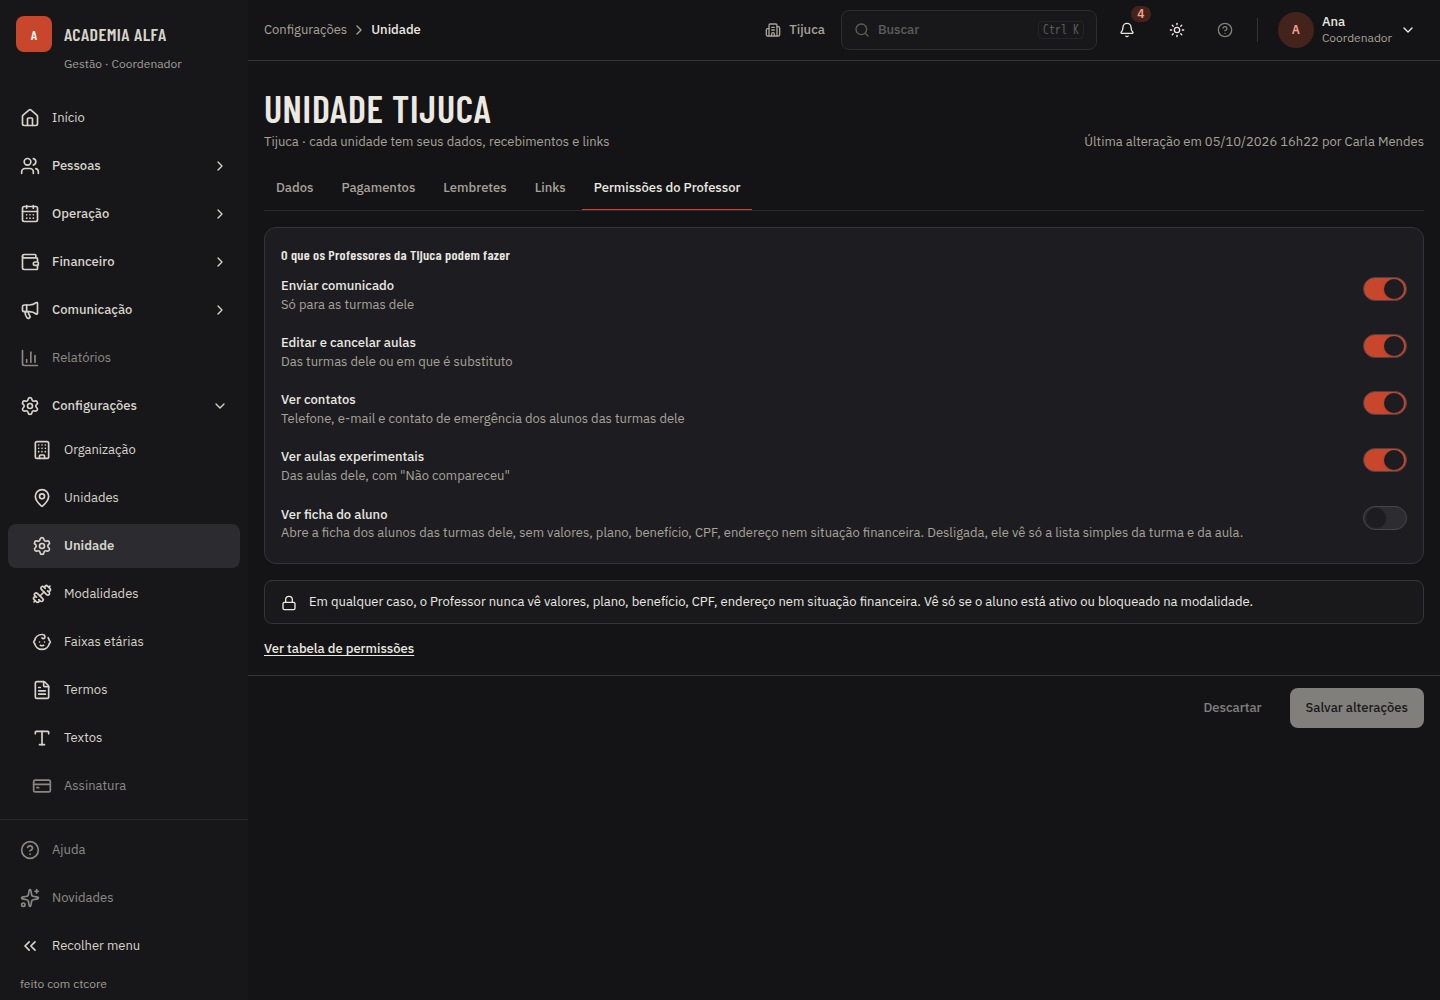 A
ACADEMIA ALFA
Gestão · Coordenador
Início
Pessoas
Operação
Financeiro
Comunicação
Relatórios
Configurações
Organização
Unidades
Unidade
Modalidades
Faixas etárias
Termos
Textos
Assinatura
Ajuda
Novidades
Recolher menu
feito com ctcore
Configurações > Unidade
Tijuca
Buscar
Ctrl K
4
A
Ana
Coordenador
UNIDADE TIJUCA
Tijuca · cada unidade tem seus dados, recebimentos e links
Última alteração em 05/10/2026 16h22 por Carla Mendes
Dados
Pagamentos
Lembretes
Links
Permissões do Professor
O que os Professores da Tijuca podem fazer
Enviar comunicado
Só para as turmas dele
Editar e cancelar aulas
Das turmas dele ou em que é substituto
Ver contatos
Telefone, e-mail e contato de emergência dos alunos das turmas dele
Ver aulas experimentais
Das aulas dele, com "Não compareceu"
Ver ficha do aluno
Abre a ficha dos alunos das turmas dele, sem valores, plano, benefício, CPF, endereço nem situação financeira. Desligada, ele vê só a lista simples da turma e da aula.
Em qualquer caso, o Professor nunca vê valores, plano, benefício, CPF, endereço nem situação financeira. Vê só se o aluno está ativo ou bloqueado na modalidade.
Ver tabela de permissões
Descartar
Salvar alterações